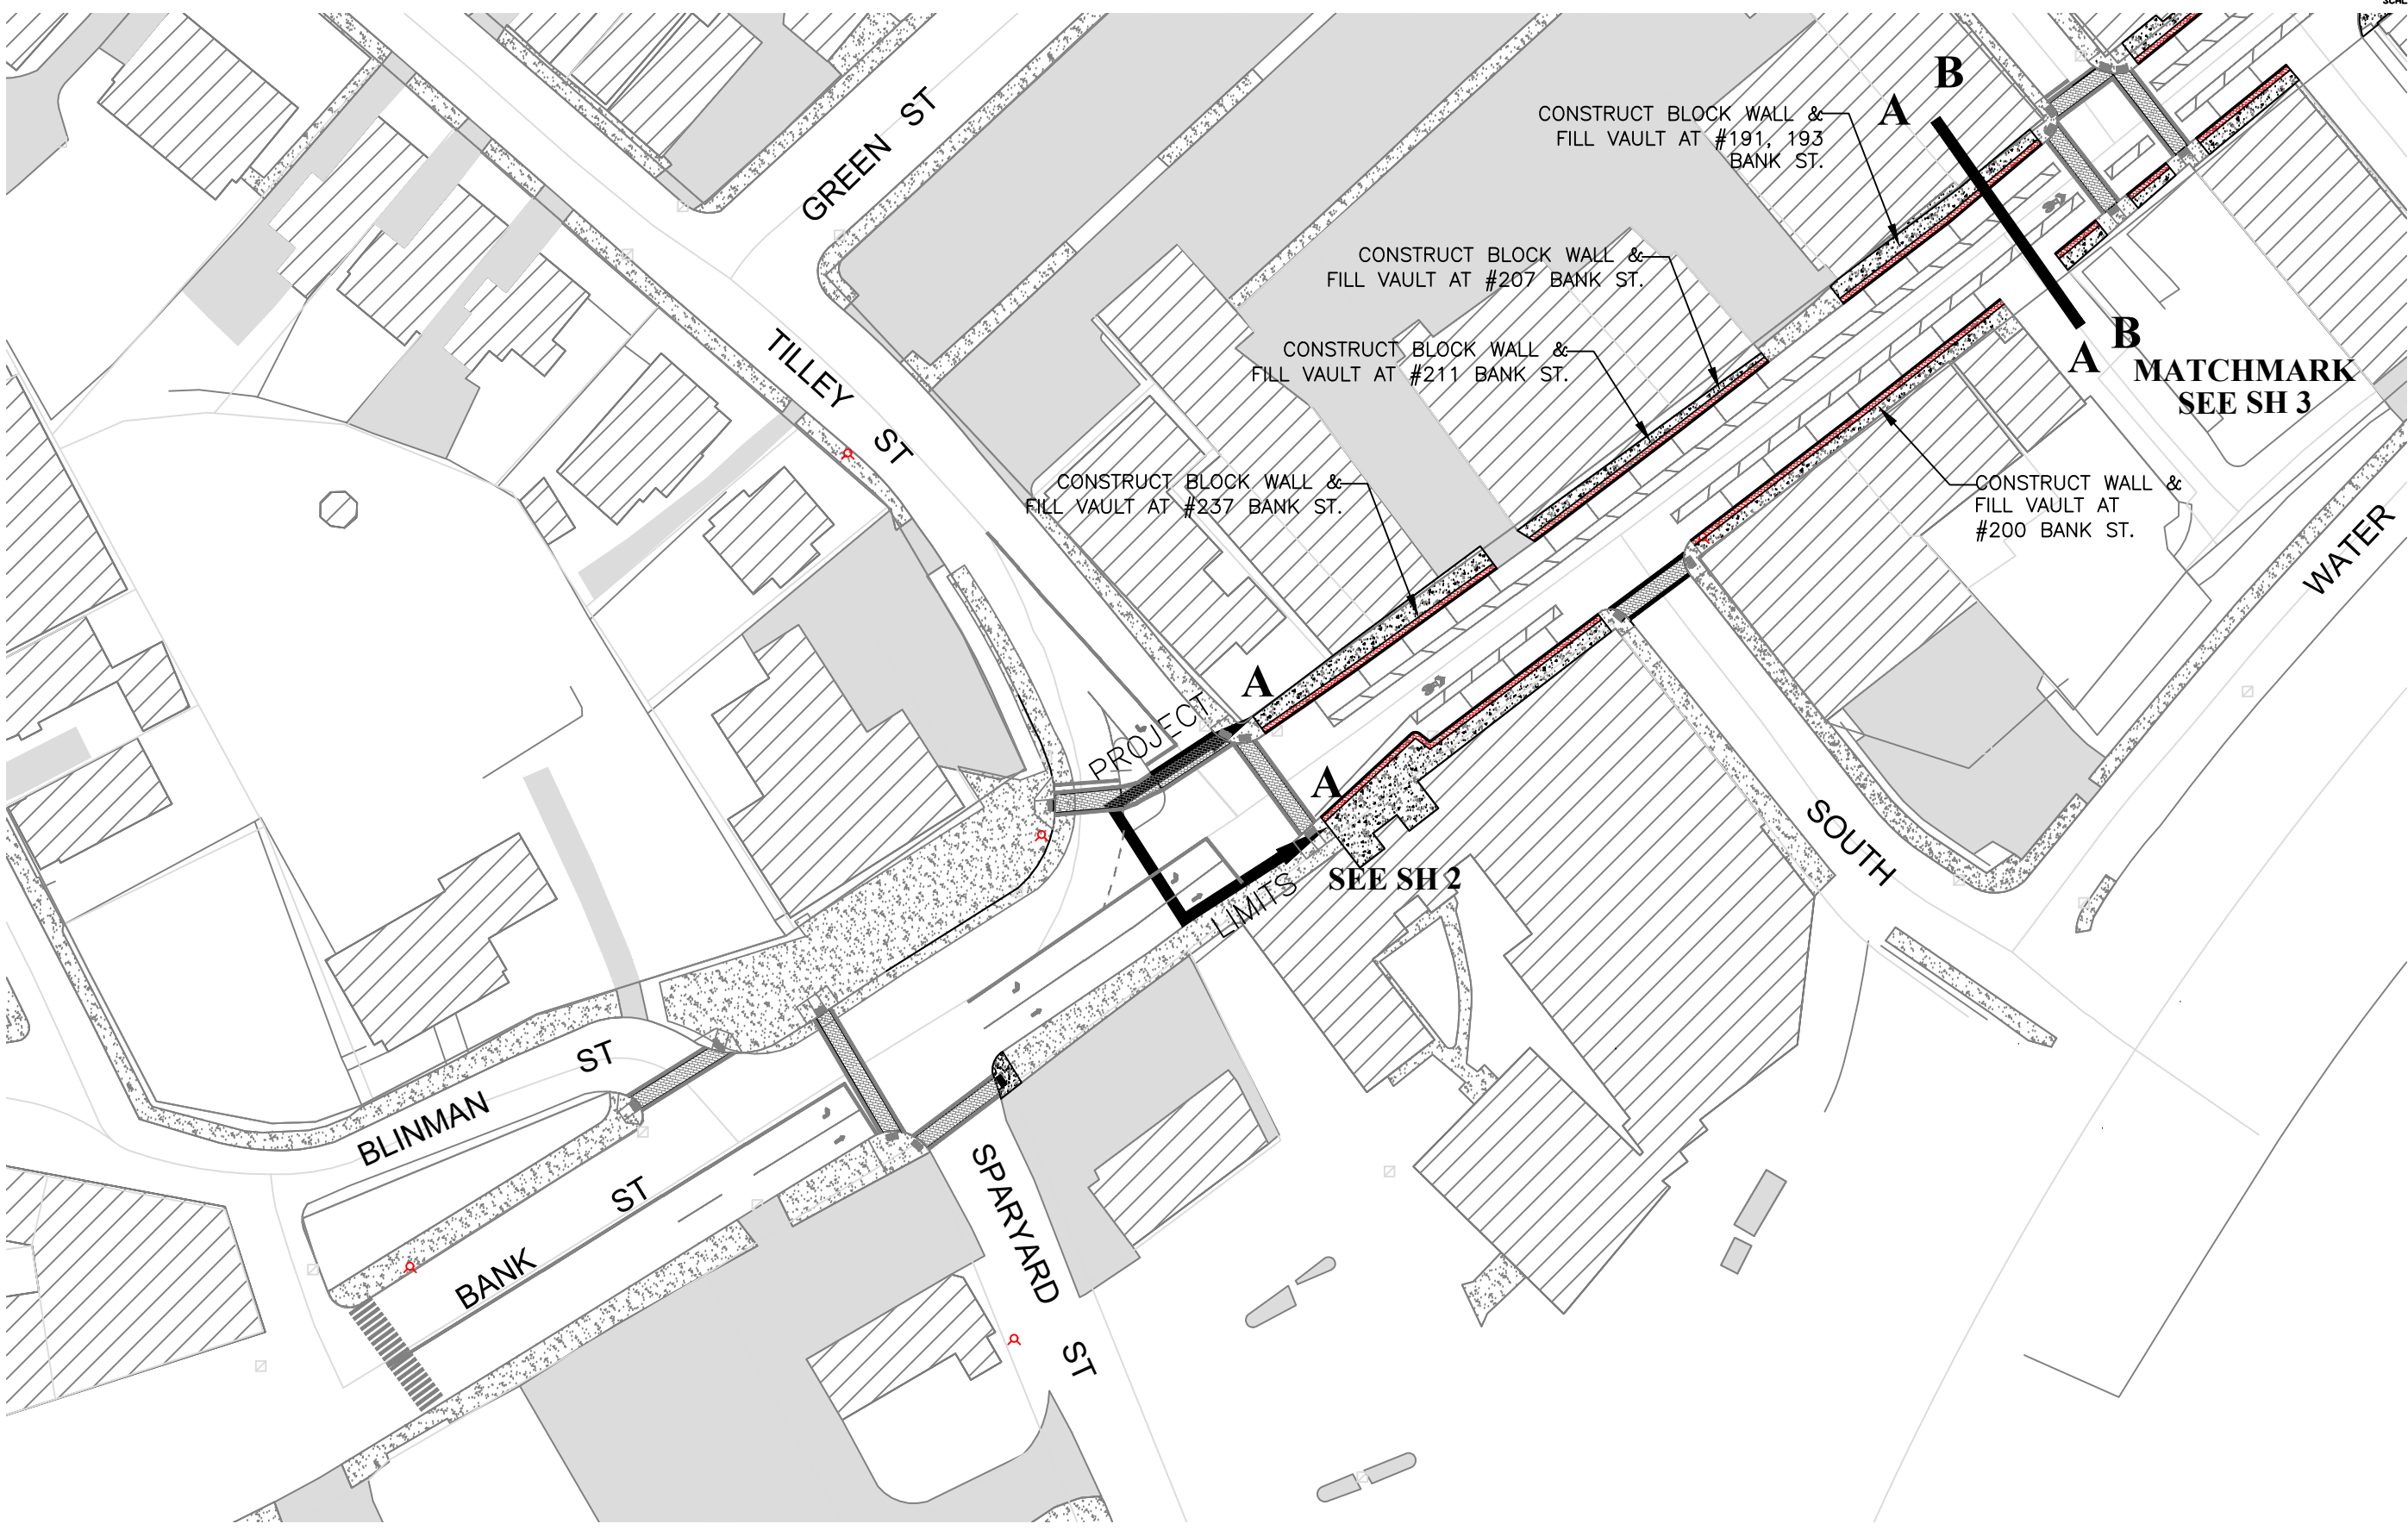 GREEN ST
B
A
CONSTRUCT BLOCK WALL &
FILL VAULT AT #191, 193
BANK ST.
CONSTRUCT BLOCK WALL &
FILL VAULT AT #207 BANK ST.
CONSTRUCT BLOCK WALL &
FILL VAULT AT #211 BANK ST.
B
A
MATCHMARK
SEE SH 3
TILLEY ST
CONSTRUCT BLOCK WALL &
FILL VAULT AT #237 BANK ST.
CONSTRUCT WALL &
FILL VAULT AT
#200 BANK ST.
WATER
A
PROJECT
A
SEE SH 2
LIMITS
SOUTH
BLINMAN ST
BANK ST
SPARYARD ST